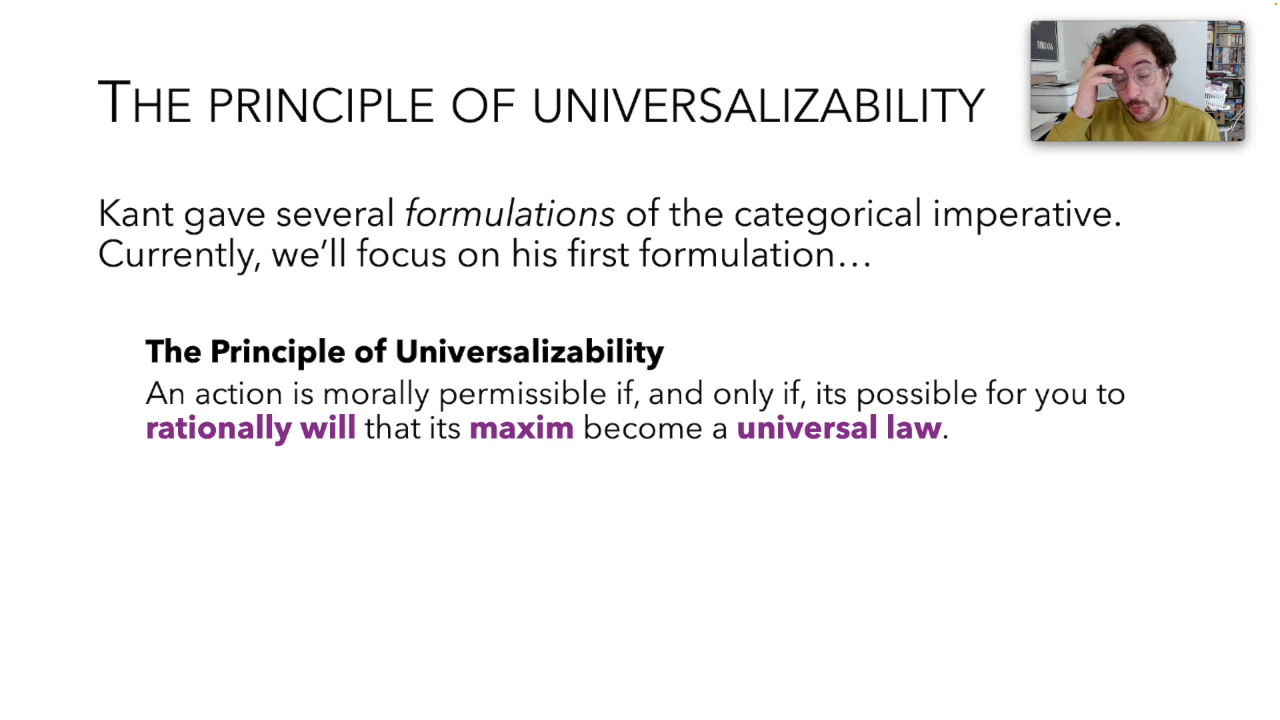 THE PRINCIPLE OF UNIVERSALIZABILITY
NIRVANA
Kant gave several formulations of the categorical imperative.
Currently, we'll focus on his first formulation…
The Principle of Universalizability
An action is morally permissible if, and only if, its possible for you to
rationally will that its maxim become a universal law.